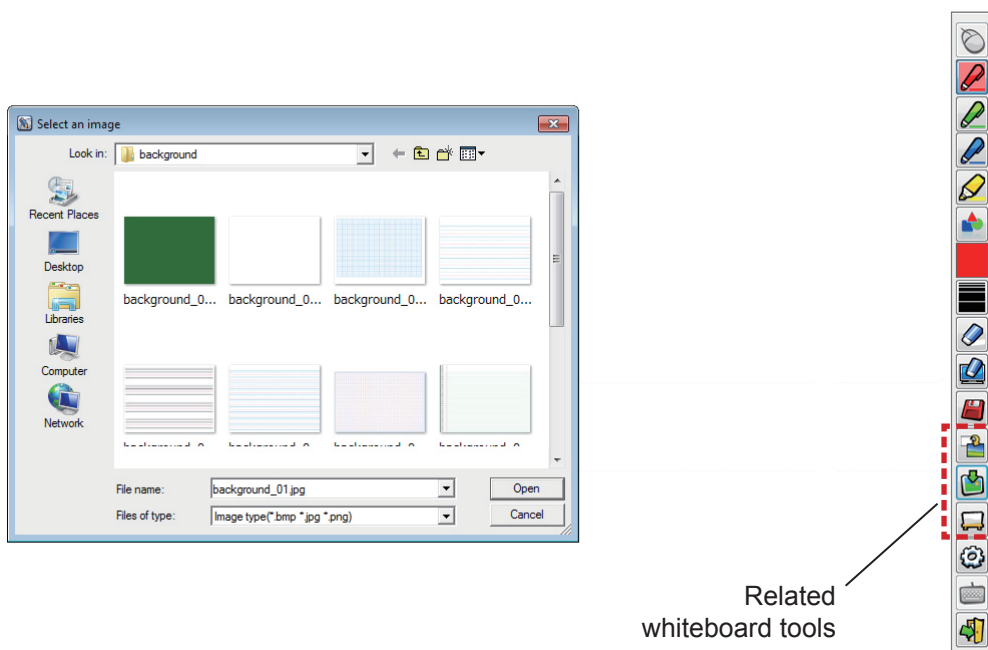 Select an image
Look in:
background
Recent Places
Desktop
Libraries
Computer
Network
background_0... background_0... background_0... background_0...
File name:
background_01.jpg
Open
Files of type:
Image type(*.bmp *.jpg *.png)
Cancel
Related
whiteboard tools